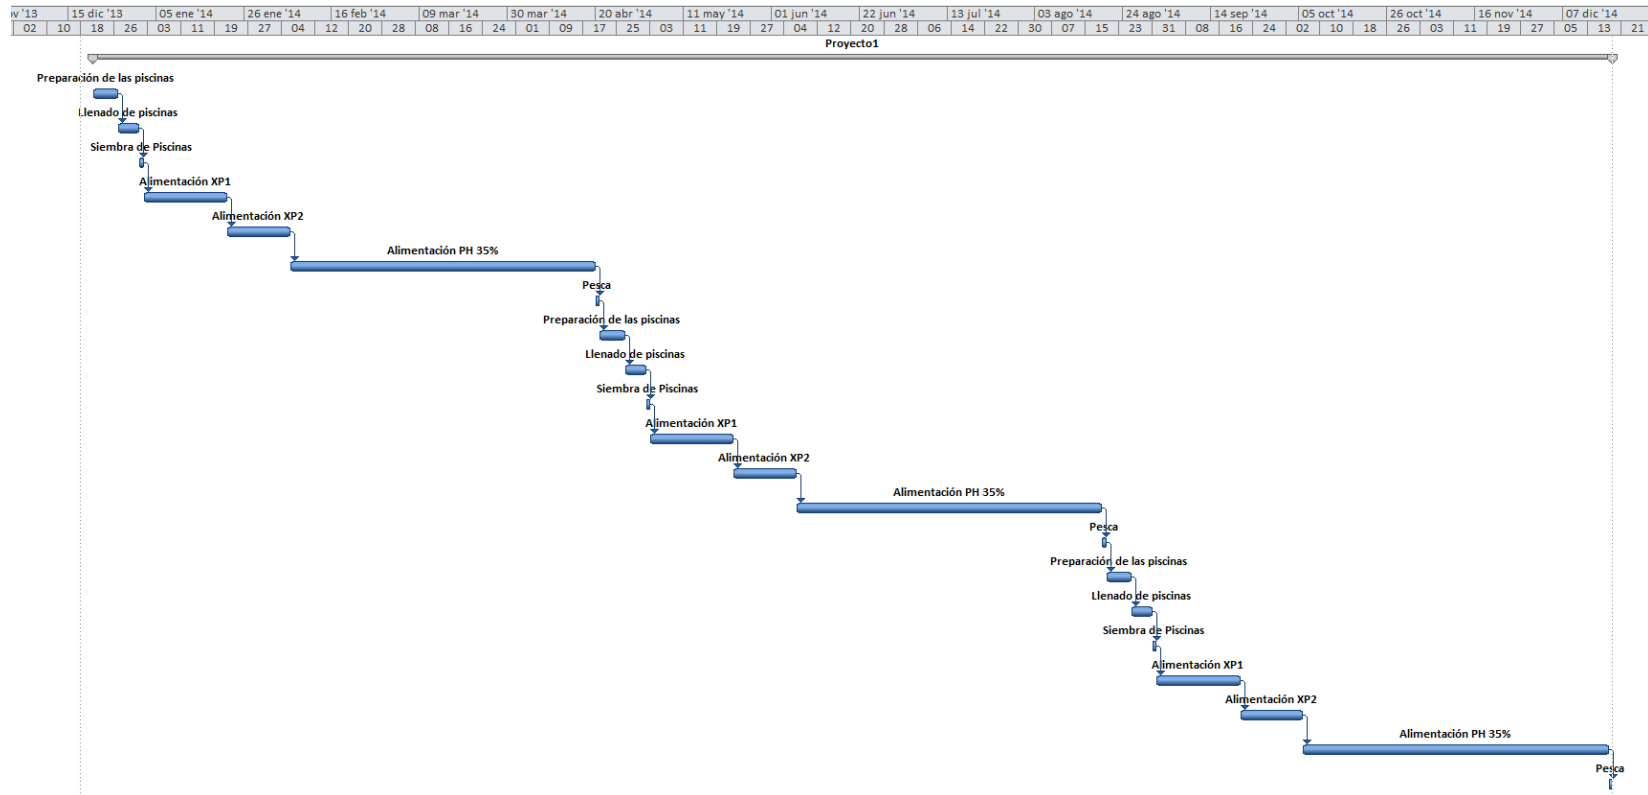 v '13 15 dic '13 05 ene '14 26 ene '14 16 feb '14 09 mar '14 30 mar '14 20 abr '14 11 may '14 01 jun '14 22 jun '14 13 jul '14 03 ago '14 24 ago '14 14 sep '14 05 oct '14 26 oct '14 16 nov '14 07 dic '14
02 10 18 26 03 11 19 27 04 12 20 28 08 16 24 01 09 17 25 03 11 19 27 04 12 20 28 06 14 22 30 07 15 23 31 08 16 24 02 10 18 26 03 11 19 27 05 13 21
Proyecto1
Preparación de las piscinas
Llenado de piscinas
Siembra de Piscinas
Alimentación XP1
Alimentación XP2
Alimentación PH 35%
Pesca
Preparación de las piscinas
Llenado de piscinas
Siembra de Piscinas
Alimentación XP1
Alimentación XP2
Alimentación PH 35%
Pesca
Preparación de las piscinas
Llenado de piscinas
Siembra de Piscinas
Alimentación XP1
Alimentación XP2
Alimentación PH 35%
Pesca